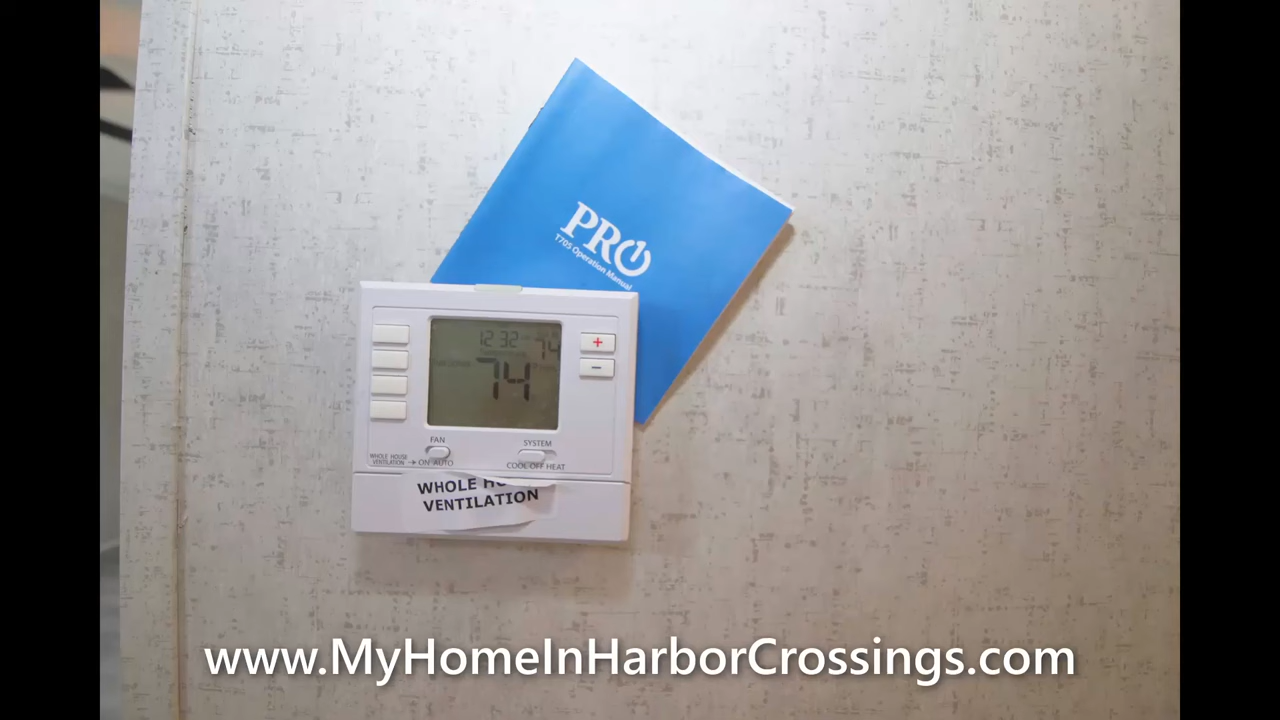 PRO
T705 Operation Manual
12:32
74
74
+
−
FAN
WHOLE HOUSE
VENTILATION → ON AUTO
SYSTEM
COOL OFF HEAT
WHOLE HO
VENTILATION
www.MyHomeInHarborCrossings.com